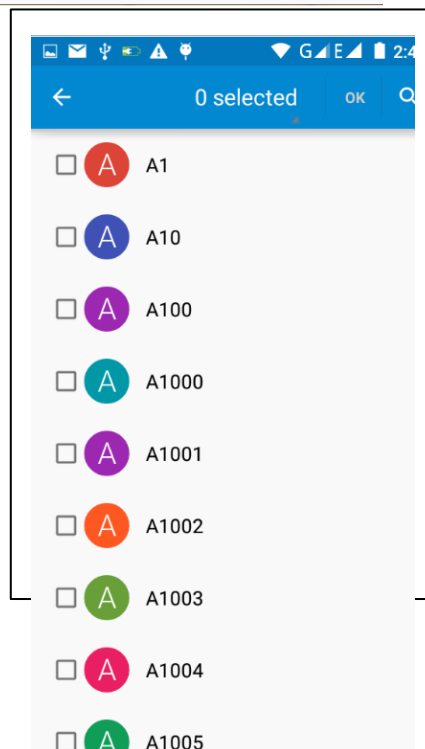 G E 2:4
0 selected OK
A A1
A A10
A A100
A A1000
A A1001
A A1002
A A1003
A A1004
A A1005